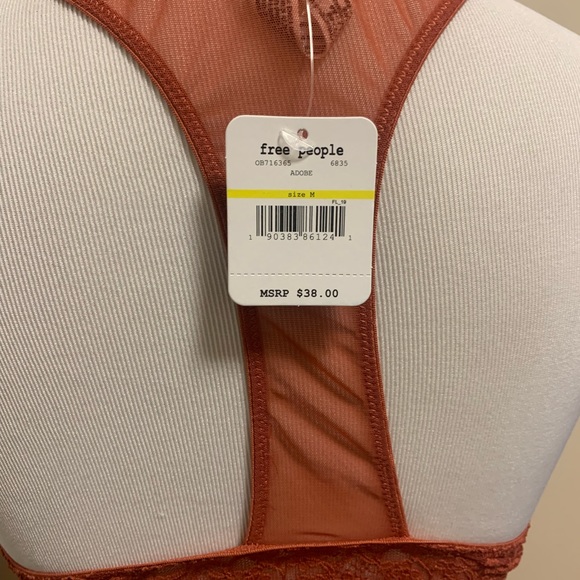 free people
OB716365 6835
ADOBE
size M
FL_19
1 90383 86124 1
MSRP $38.00